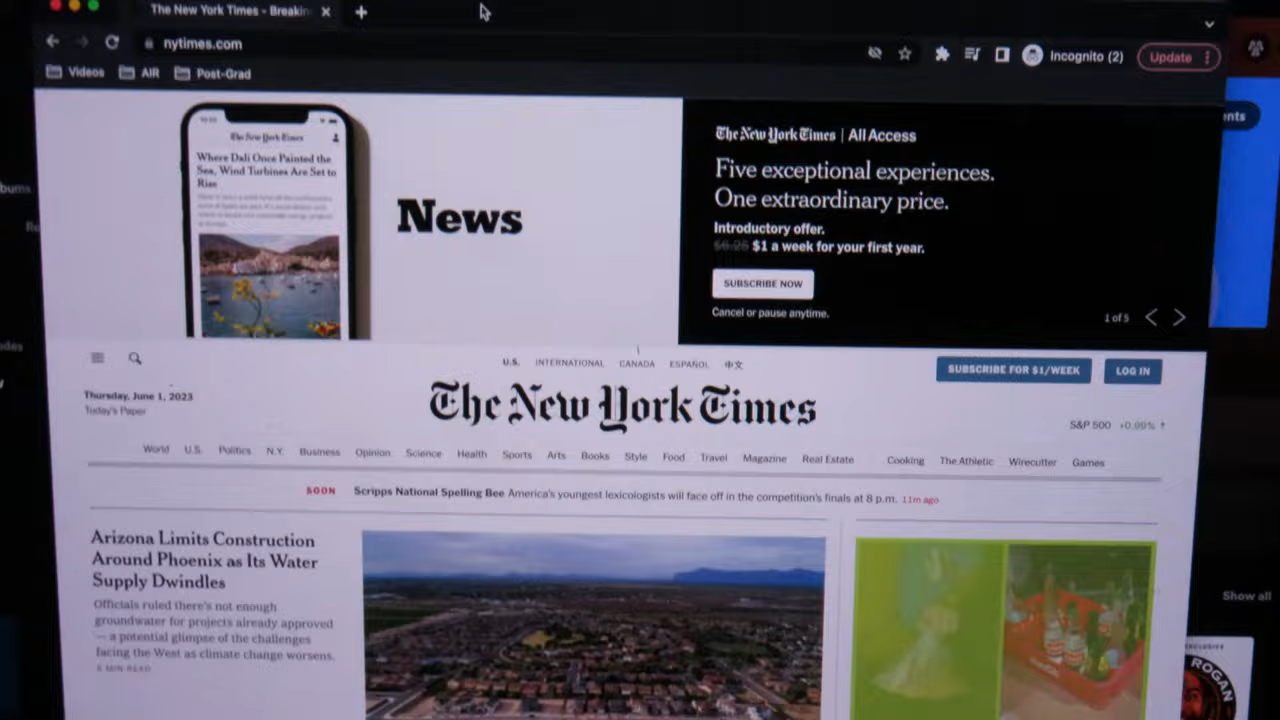 The New York Times - Breakin
nytimes.com
Incognito (2)
Update
Videos
AIR
Post-Grad
The New York Times
Where Dalí Once Painted the
Sea, Wind Turbines Are Set to
Rise
News
The New York Times | All Access
Five exceptional experiences.
One extraordinary price.
Introductory offer.
$6.25 $1 a week for your first year.
SUBSCRIBE NOW
Cancel or pause anytime.
1 of 5
U.S. INTERNATIONAL CANADA ESPAÑOL 中文
SUBSCRIBE FOR $1/WEEK
LOG IN
Thursday, June 1, 2023
Today's Paper
The New York Times
S&P 500 +0.99%
World U.S. Politics N.Y. Business Opinion Science Health Sports Arts Books Style Food Travel Magazine Real Estate Cooking The Athletic Wirecutter Games
SOON Scripps National Spelling Bee America's youngest lexicologists will face off in the competition's finals at 8 p.m. 11m ago
Arizona Limits Construction
Around Phoenix as Its Water
Supply Dwindles
Officials ruled there's not enough
groundwater for projects already approved
— a potential glimpse of the challenges
facing the West as climate change worsens.
MIN READ
Show all
ROGAN